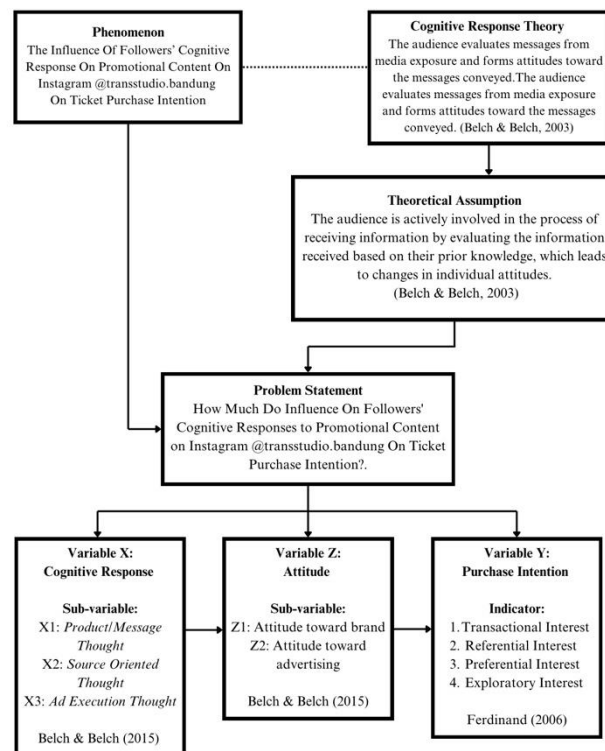 Phenomenon
The Influence Of Followers' Cognitive
Response On Promotional Content On
Instagram @transstudio.bandung
On Ticket Purchase Intention
Cognitive Response Theory
The audience evaluates messages from
media exposure and forms attitudes toward
the messages conveyed.The audience
evaluates messages from media exposure
and forms attitudes toward the messages
conveyed. (Belch & Belch, 2003)
Theoretical Assumption
The audience is actively involved in the process of
receiving information by evaluating the information
received based on their prior knowledge, which leads
to changes in individual attitudes.
(Belch & Belch, 2003)
Problem Statement
How Much Do Influence On Followers'
Cognitive Responses to Promotional Content
on Instagram @transstudio.bandung On Ticket
Purchase Intention?.
Variable X:
Cognitive Response
Sub-variable:
X1: Product/Message
Thought
X2: Source Oriented
Thought
X3: Ad Execution Thought
Belch & Belch (2015)
Variable Z:
Attitude
Sub-variable:
Z1: Attitude toward brand
Z2: Attitude toward
advertising
Belch & Belch (2015)
Variable Y:
Purchase Intention
Indicator:
1. Transactional Interest
2. Referential Interest
3. Preferential Interest
4. Exploratory Interest
Ferdinand (2006)